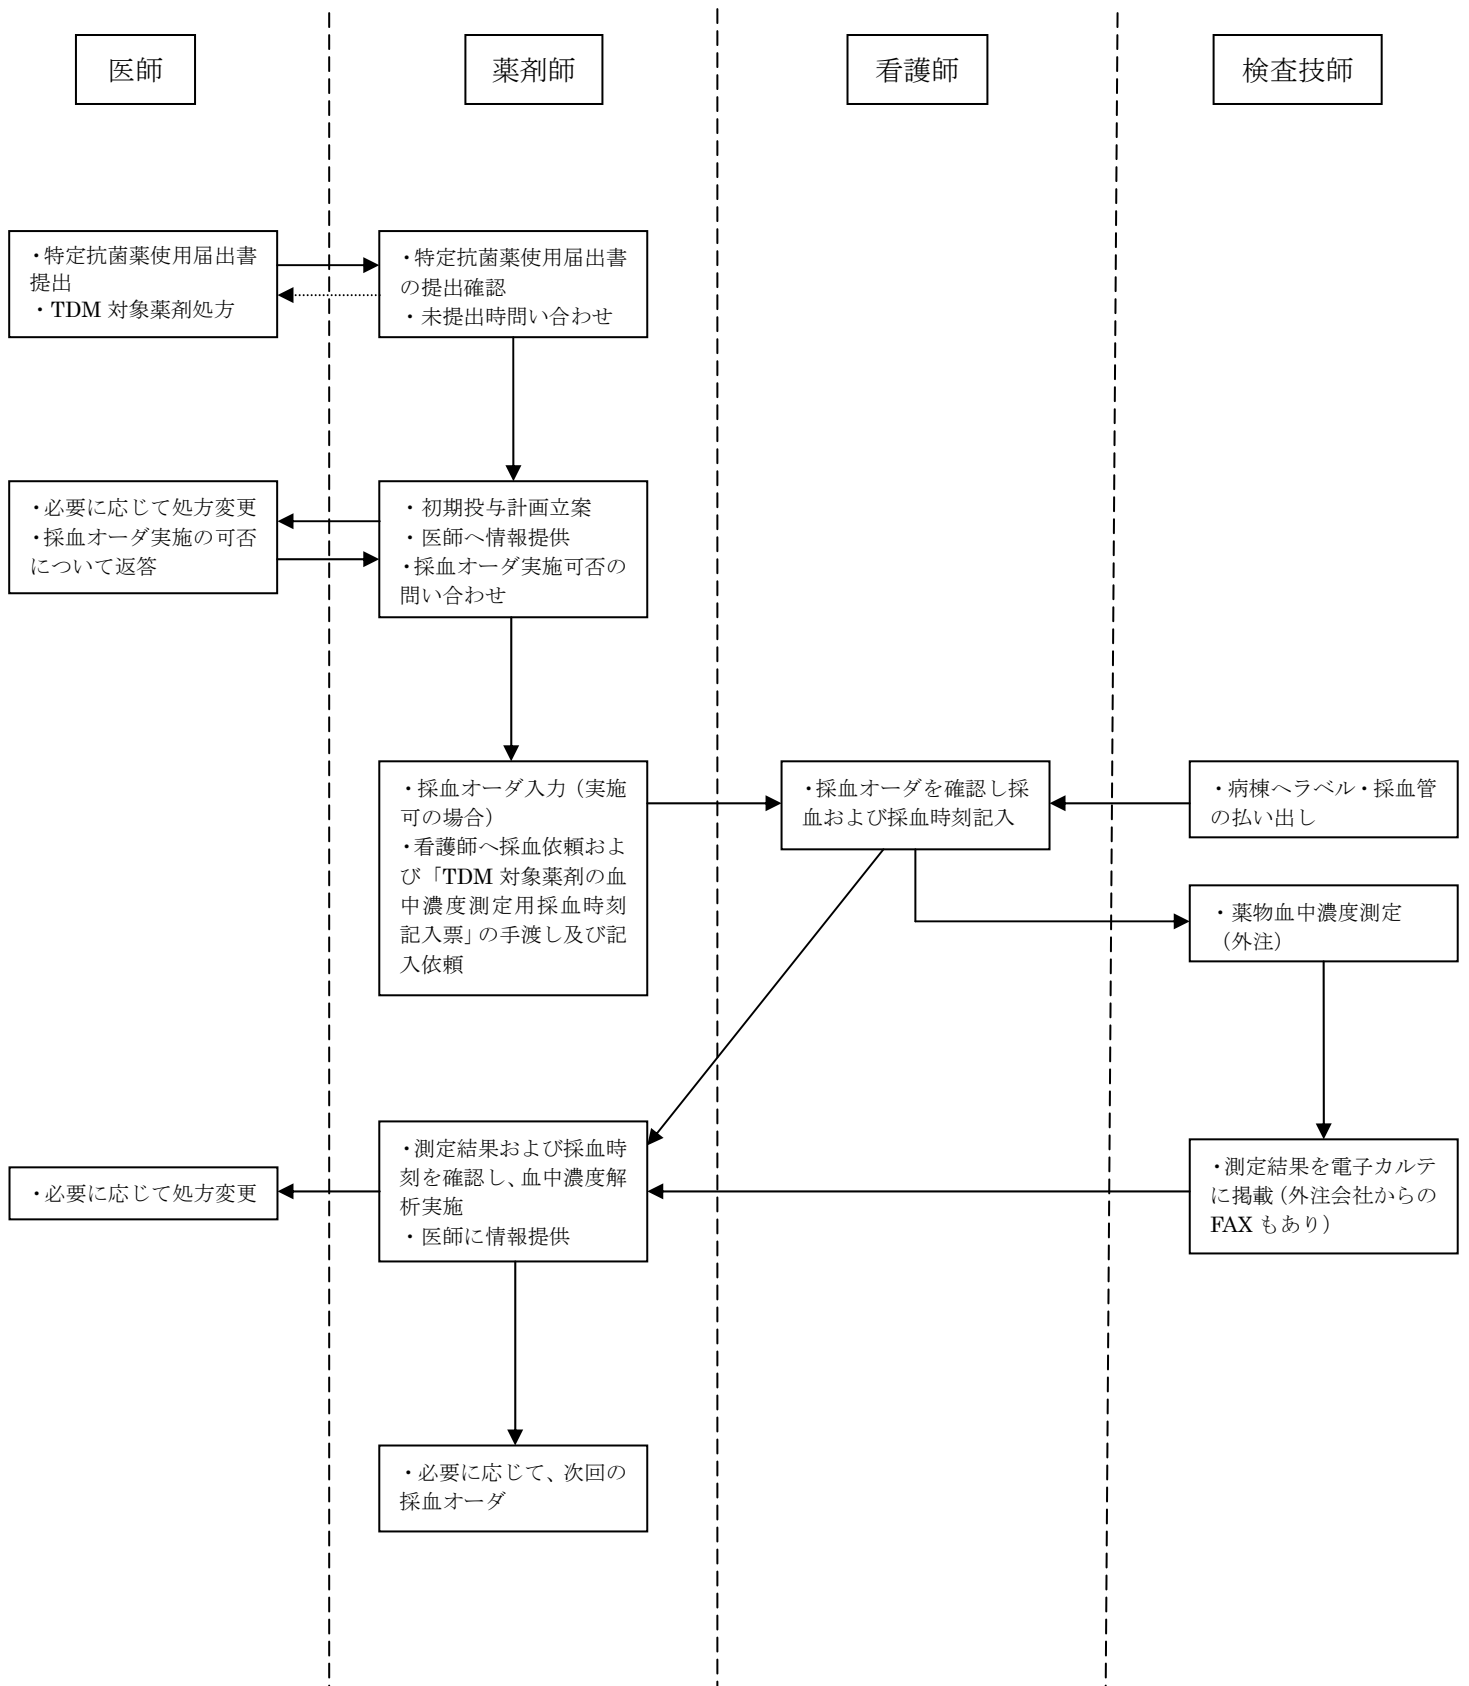 医師
薬剤師
看護師
検査技師
・特定抗菌薬使用届出書
提出
・TDM 対象薬剤処方
・特定抗菌薬使用届出書
の提出確認
・未提出時問い合わせ
・必要に応じて処方変更
・採血オーダ実施の可否
について返答
・初期投与計画立案
・医師へ情報提供
・採血オーダ実施可否の
問い合わせ
・採血オーダ入力（実施
可の場合）
・看護師へ採血依頼およ
び「TDM 対象薬剤の血
中濃度測定用採血時刻
記入票」の手渡し及び記
入依頼
・採血オーダを確認し採
血および採血時刻記入
・病棟へラベル・採血管
の払い出し
・薬物血中濃度測定
（外注）
・必要に応じて処方変更
・測定結果および採血時
刻を確認し、血中濃度解
析実施
・医師に情報提供
・測定結果を電子カルテ
に掲載（外注会社からの
FAX もあり）
・必要に応じて、次回の
採血オーダ